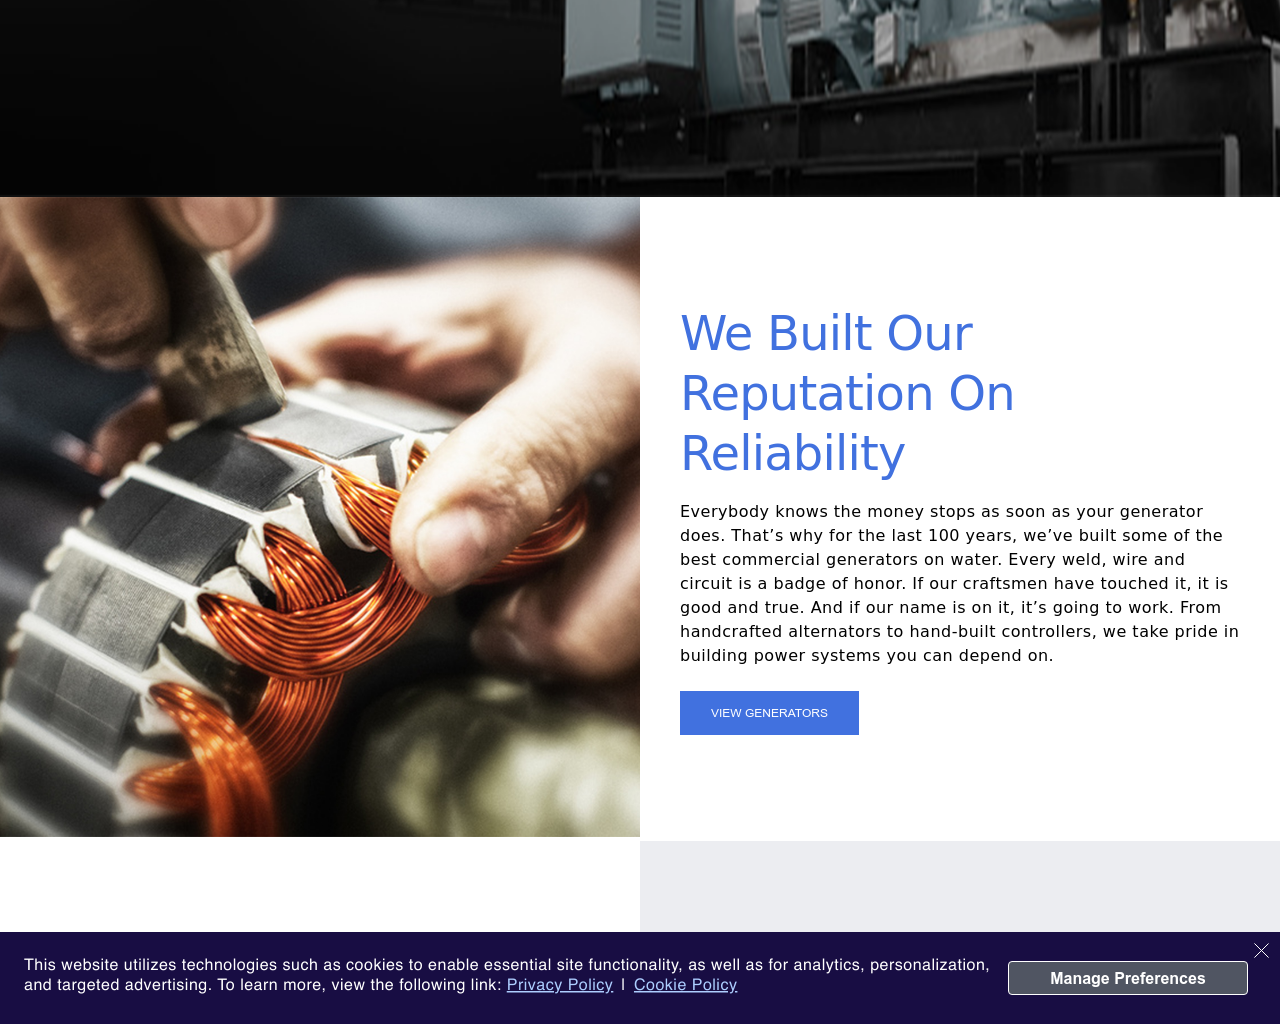 We Built Our
Reputation On
Reliability
Everybody knows the money stops as soon as your generator
does. That’s why for the last 100 years, we’ve built some of the
best commercial generators on water. Every weld, wire and
circuit is a badge of honor. If our craftsmen have touched it, it is
good and true. And if our name is on it, it’s going to work. From
handcrafted alternators to hand-built controllers, we take pride in
building power systems you can depend on.
VIEW GENERATORS
This website utilizes technologies such as cookies to enable essential site functionality, as well as for analytics, personalization,
and targeted advertising. To learn more, view the following link: Privacy Policy | Cookie Policy
Manage Preferences